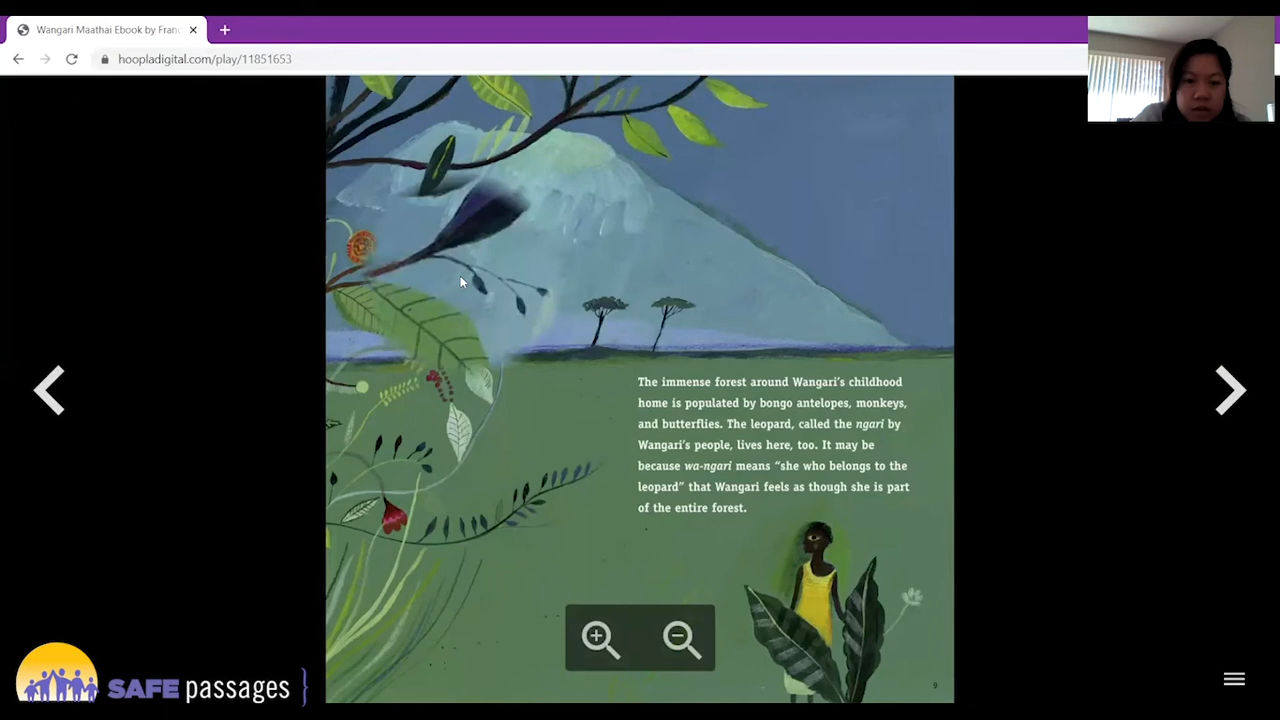 Wangari Maathai Ebook by Fran
hoopladigital.com/play/11851653
The immense forest around Wangari's childhood
home is populated by bongo antelopes, monkeys,
and butterflies. The leopard, called the ngari by
Wangari's people, lives here, too. It may be
because wa-ngari means “she who belongs to the
leopard” that Wangari feels as though she is part
of the entire forest.
9
SAFE passages